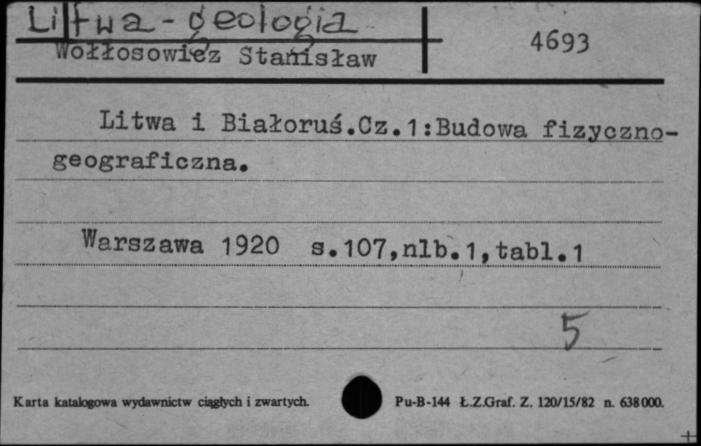 Litwa - geologia
Wołłosowicz Stanisław
4693
Litwa i Białoruś.Cz.1:Budowa fizyczno-
geograficzna.
Warszawa 1920 s.107,nlb.1,tabl.1
5
Karta katalogowa wydawnictw ciągłych i zwartych.
Pu-B-144 Ł.Z.Graf. Z. 120/15/82 n. 638000.